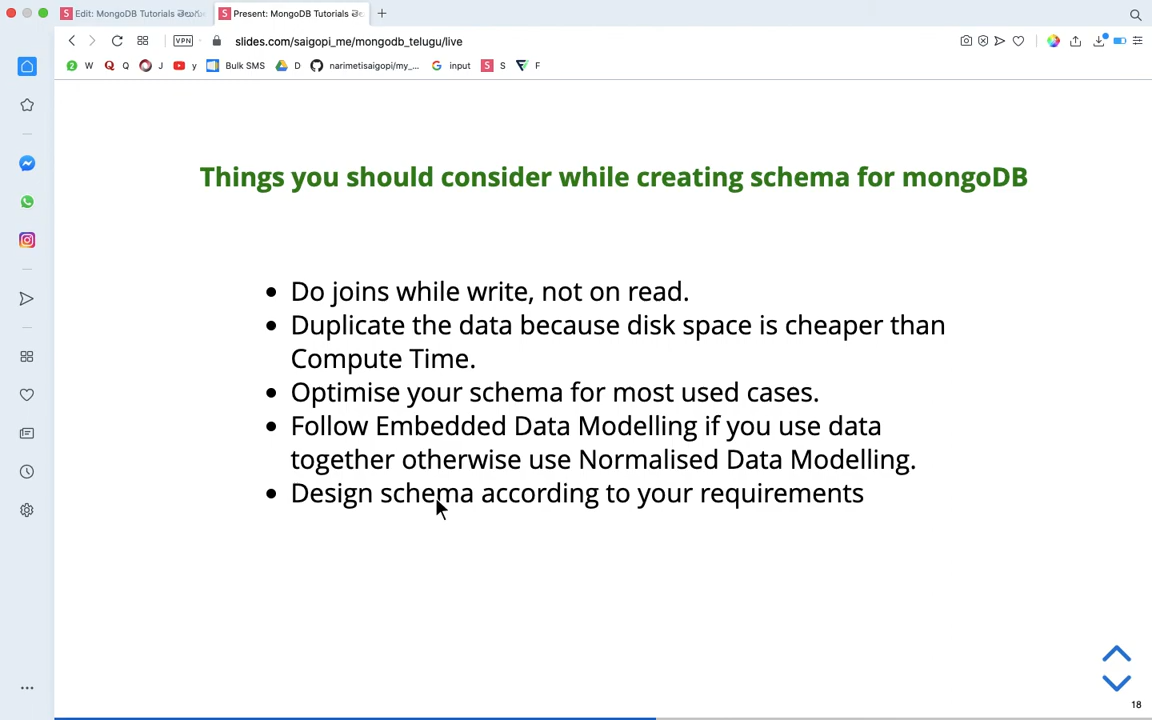 Edit: MongoDB Tutorials
Present: MongoDB Tutorials
VPN
slides.com/saigopi_me/mongodb_telugu/live
2 W Q J y Bulk SMS D narimetisaigopi/my_... input S S F
Things you should consider while creating schema for mongoDB
• Do joins while write, not on read.
• Duplicate the data because disk space is cheaper than
Compute Time.
• Optimise your schema for most used cases.
• Follow Embedded Data Modelling if you use data
together otherwise use Normalised Data Modelling.
• Design schema according to your requirements
18